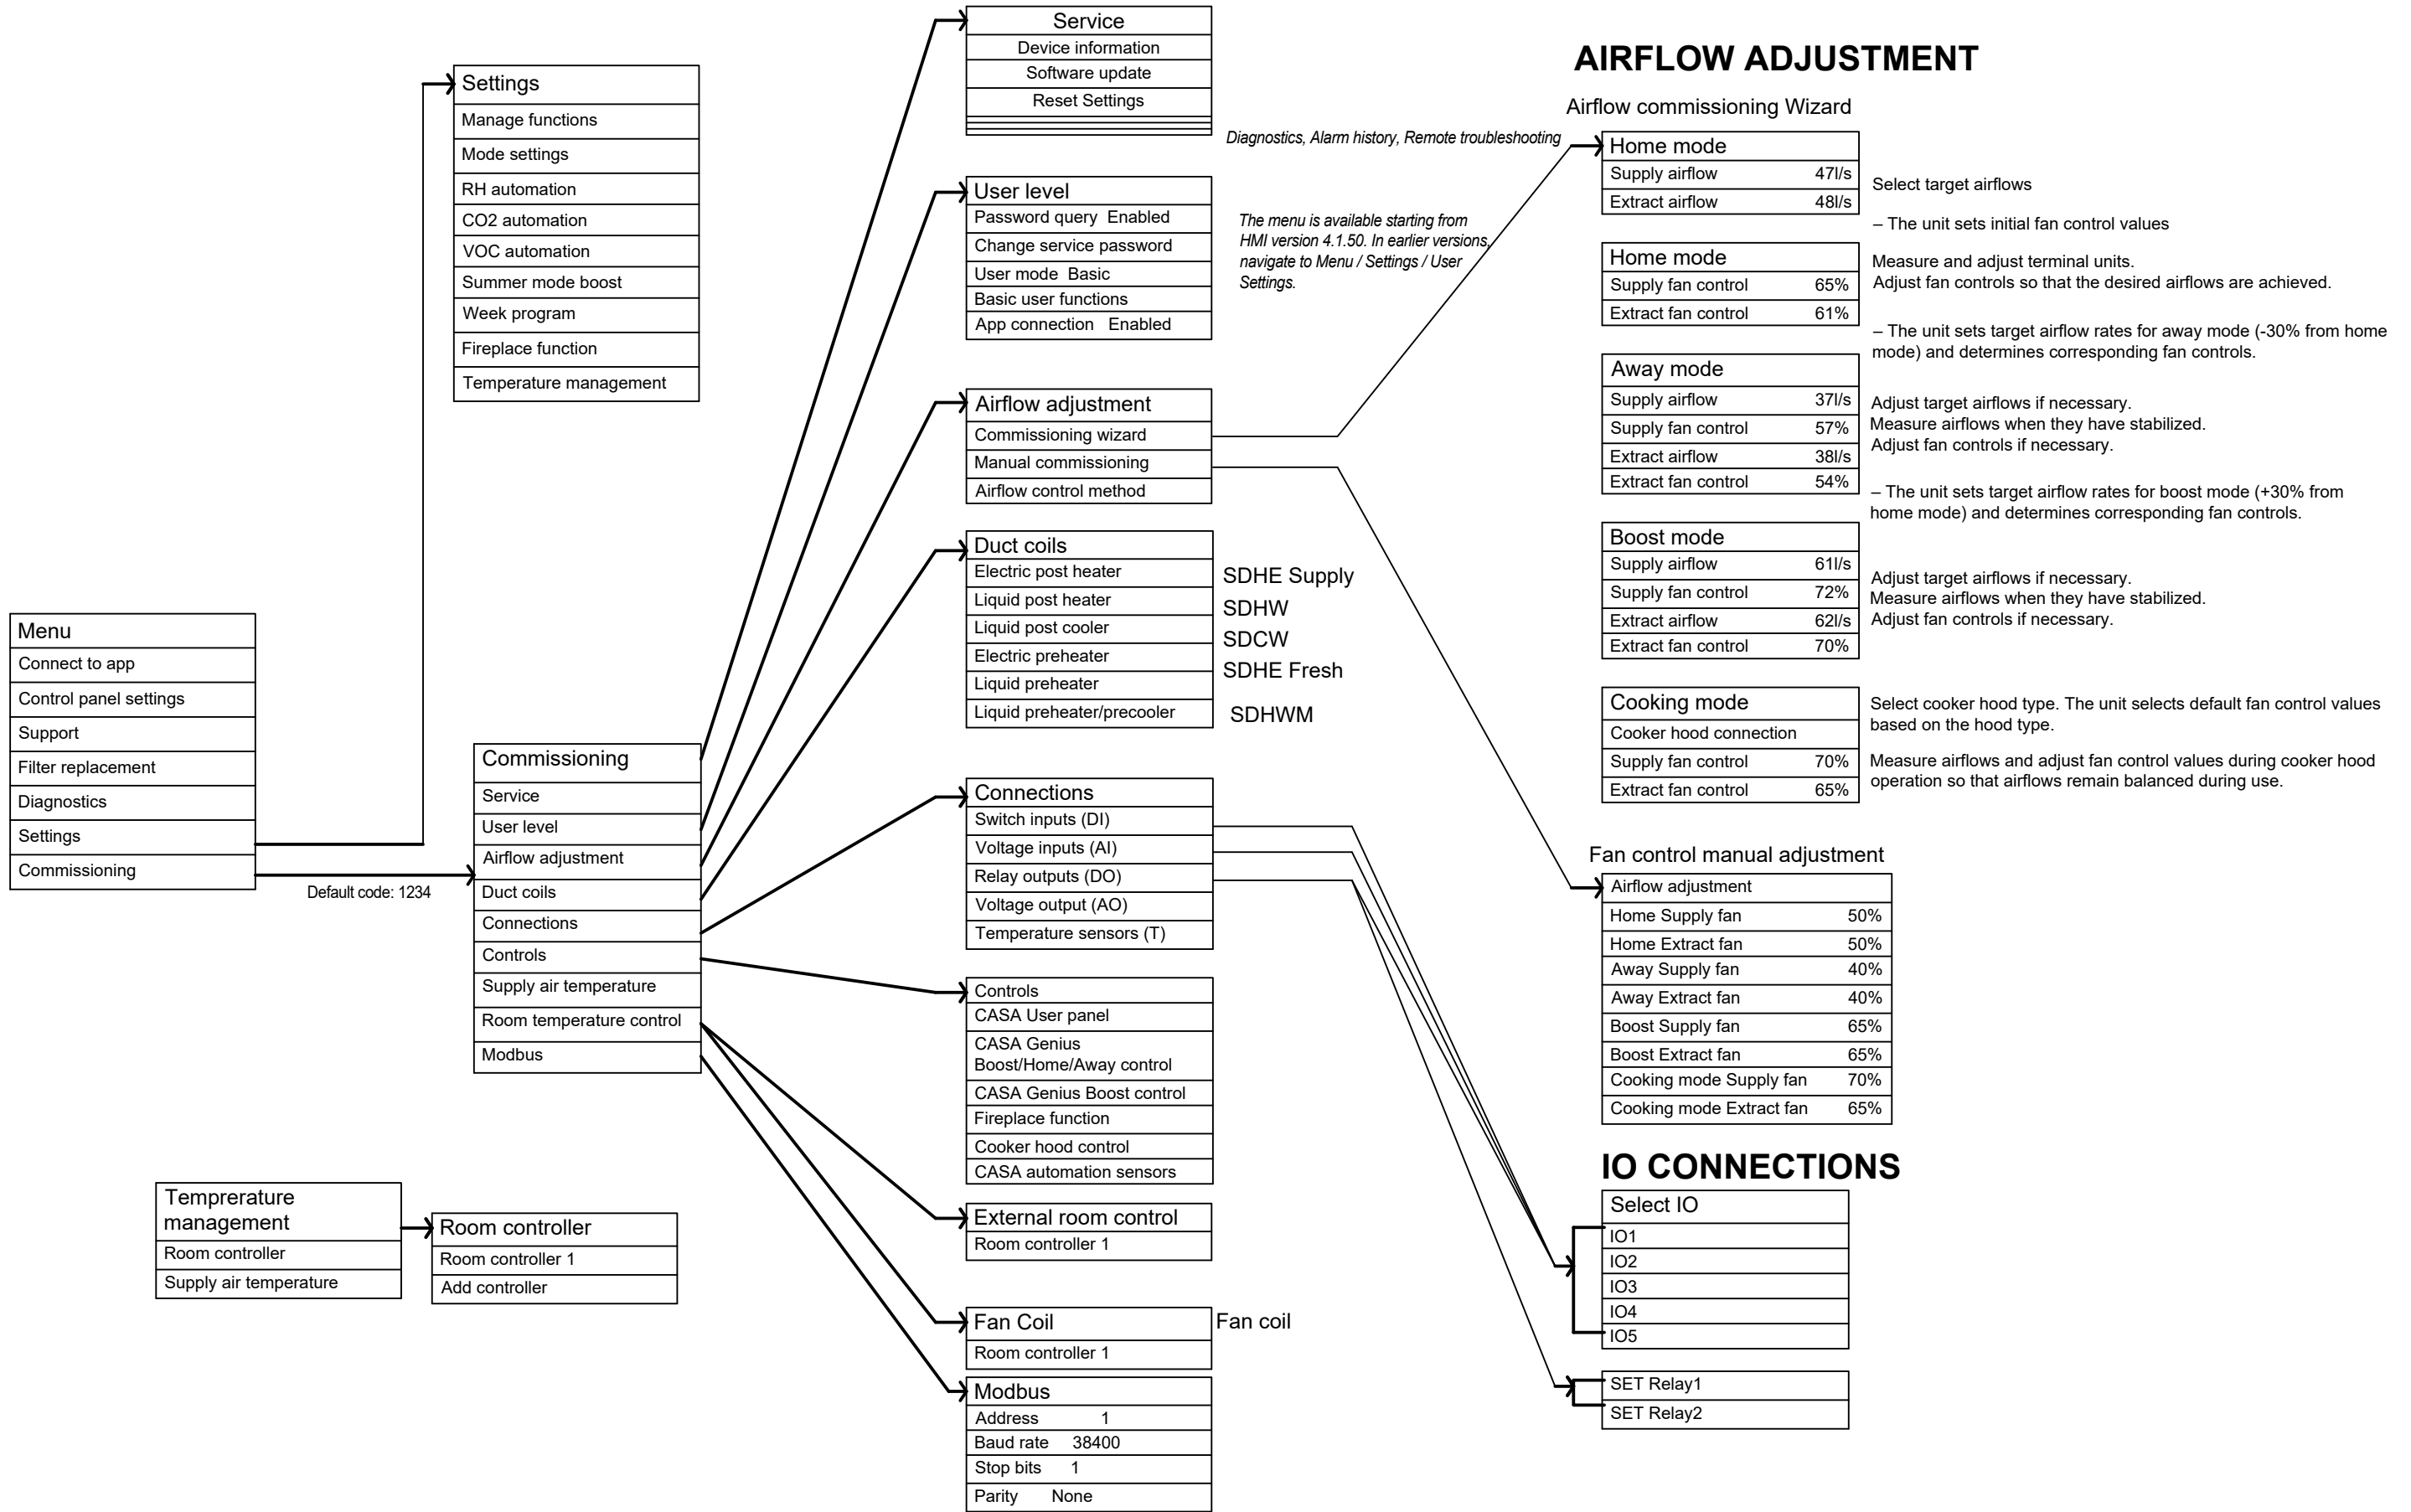 Menu
Connect to app
Control panel settings
Support
Filter replacement
Diagnostics
Settings
Commissioning
Default code: 1234
Settings
Manage functions
Mode settings
RH automation
CO2 automation
VOC automation
Summer mode boost
Week program
Fireplace function
Temperature management
Commissioning
Service
User level
Airflow adjustment
Duct coils
Connections
Controls
Supply air temperature
Room temperature control
Modbus
Temprerature
management
Room controller
Supply air temperature
Room controller
Room controller 1
Add controller
Service
Device information
Software update
Reset Settings
Diagnostics, Alarm history, Remote troubleshooting
User level
Password query Enabled
Change service password
User mode Basic
Basic user functions
App connection Enabled
The menu is available starting from
HMI version 4.1.50. In earlier versions,
navigate to Menu / Settings / User
Settings.
Airflow adjustment
Commissioning wizard
Manual commissioning
Airflow control method
Duct coils
Electric post heater
SDHE Supply
Liquid post heater
SDHW
Liquid post cooler
SDCW
Electric preheater
SDHE Fresh
Liquid preheater
Liquid preheater/precooler
SDHWM
Connections
Switch inputs (DI)
Voltage inputs (AI)
Relay outputs (DO)
Voltage output (AO)
Temperature sensors (T)
Controls
CASA User panel
CASA Genius
Boost/Home/Away control
CASA Genius Boost control
Fireplace function
Cooker hood control
CASA automation sensors
External room control
Room controller 1
Fan Coil
Fan coil
Room controller 1
Modbus
Address 1
Baud rate 38400
Stop bits 1
Parity None
AIRFLOW ADJUSTMENT
Airflow commissioning Wizard
Home mode
Supply airflow 47l/s
Extract airflow 48l/s
Select target airflows
– The unit sets initial fan control values
Home mode
Supply fan control 65%
Extract fan control 61%
Measure and adjust terminal units.
Adjust fan controls so that the desired airflows are achieved.
– The unit sets target airflow rates for away mode (-30% from home
mode) and determines corresponding fan controls.
Away mode
Supply airflow 37l/s
Supply fan control 57%
Extract airflow 38l/s
Extract fan control 54%
Adjust target airflows if necessary.
Measure airflows when they have stabilized.
Adjust fan controls if necessary.
– The unit sets target airflow rates for boost mode (+30% from
home mode) and determines corresponding fan controls.
Boost mode
Supply airflow 61l/s
Supply fan control 72%
Extract airflow 62l/s
Extract fan control 70%
Adjust target airflows if necessary.
Measure airflows when they have stabilized.
Adjust fan controls if necessary.
Cooking mode
Cooker hood connection
Supply fan control 70%
Extract fan control 65%
Select cooker hood type. The unit selects default fan control values
based on the hood type.
Measure airflows and adjust fan control values during cooker hood
operation so that airflows remain balanced during use.
Fan control manual adjustment
Airflow adjustment
Home Supply fan 50%
Home Extract fan 50%
Away Supply fan 40%
Away Extract fan 40%
Boost Supply fan 65%
Boost Extract fan 65%
Cooking mode Supply fan 70%
Cooking mode Extract fan 65%
IO CONNECTIONS
Select IO
IO1
IO2
IO3
IO4
IO5
SET Relay1
SET Relay2